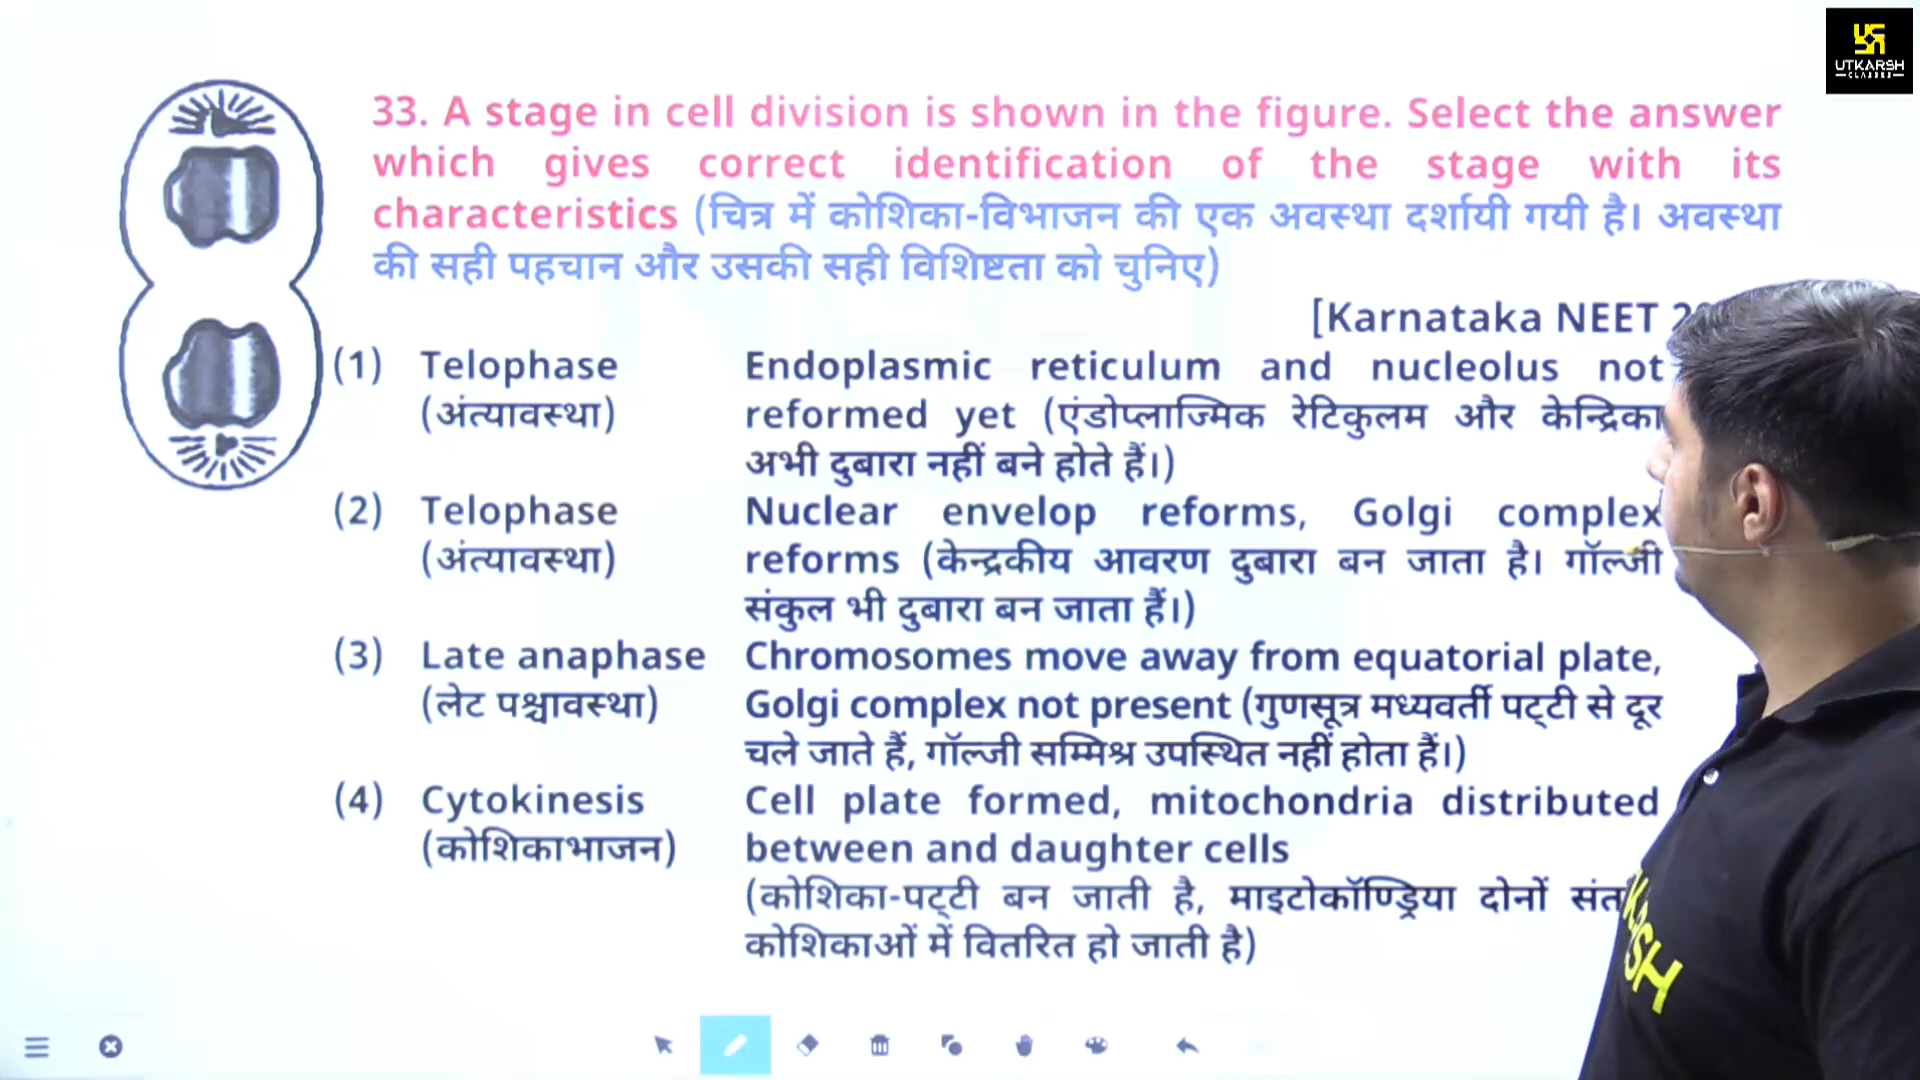 UTKARSH
CLASSES
33. A stage in cell division is shown in the figure. Select the answer
which gives correct identification of the stage with its
characteristics (चित्र में कोशिका-विभाजन की एक अवस्था दर्शायी गयी है। अवस्था
की सही पहचान और उसकी सही विशिष्टता को चुनिए)
[Karnataka NEET
(1) Telophase Endoplasmic reticulum and nucleolus not
(अंत्यावस्था) reformed yet (एंडोप्लाज्मिक रेटिकुलम और केन्द्रिका
अभी दुबारा नहीं बने होते हैं।)
(2) Telophase Nuclear envelop reforms, Golgi complex
(अंत्यावस्था) reforms (केन्द्रकीय आवरण दुबारा बन जाता है। गॉल्जी
संकुल भी दुबारा बन जाता हैं।)
(3) Late anaphase Chromosomes move away from equatorial plate,
(लेट पश्चावस्था) Golgi complex not present (गुणसूत्र मध्यवर्ती पट्टी से दूर
चले जाते हैं, गॉल्जी सम्मिश्र उपस्थित नहीं होता हैं।)
(4) Cytokinesis Cell plate formed, mitochondria distributed
(कोशिकाभाजन) between and daughter cells
(कोशिका-पट्टी बन जाती है, माइटोकॉण्ड्रिया दोनों
कोशिकाओं में वितरित हो जाती है)